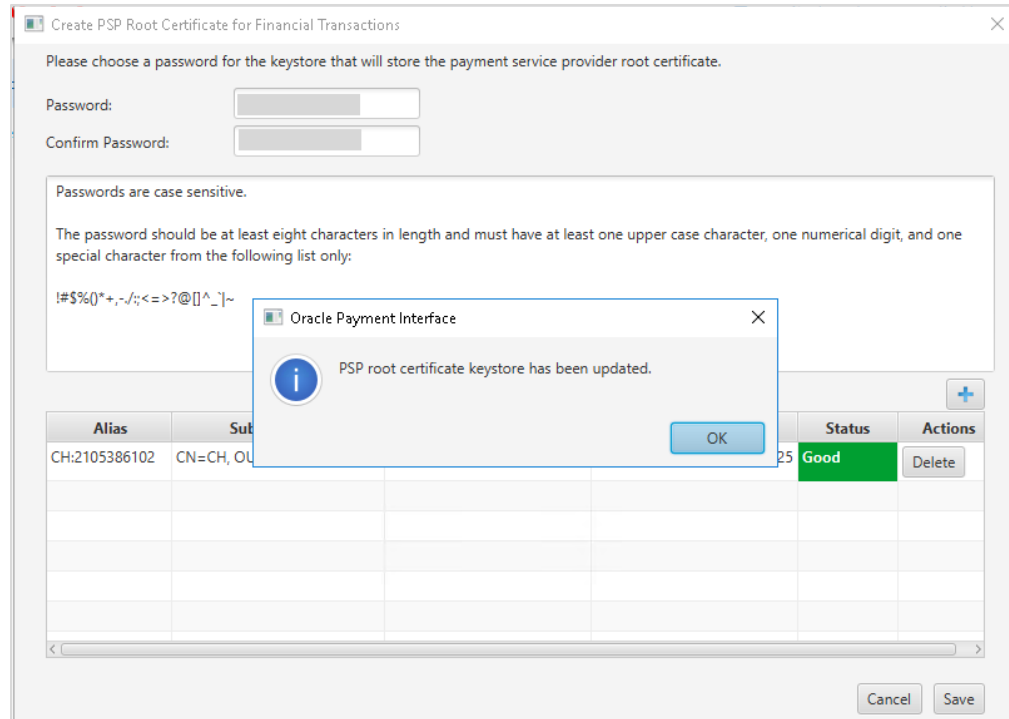 Create PSP Root Certificate for Financial Transactions
Please choose a password for the keystore that will store the payment service provider root certificate.
Password:
Confirm Password:
Passwords are case sensitive.
The password should be at least eight characters in length and must have at least one upper case character, one numerical digit, and one
special character from the following list only:
!#$%()*+,-./:;<=>?@[]^_`|~
Oracle Payment Interface
PSP root certificate keystore has been updated.
OK
Alias Sub Status Actions
CH:2105386102 CN=CH, OU 25 Good Delete
Cancel Save